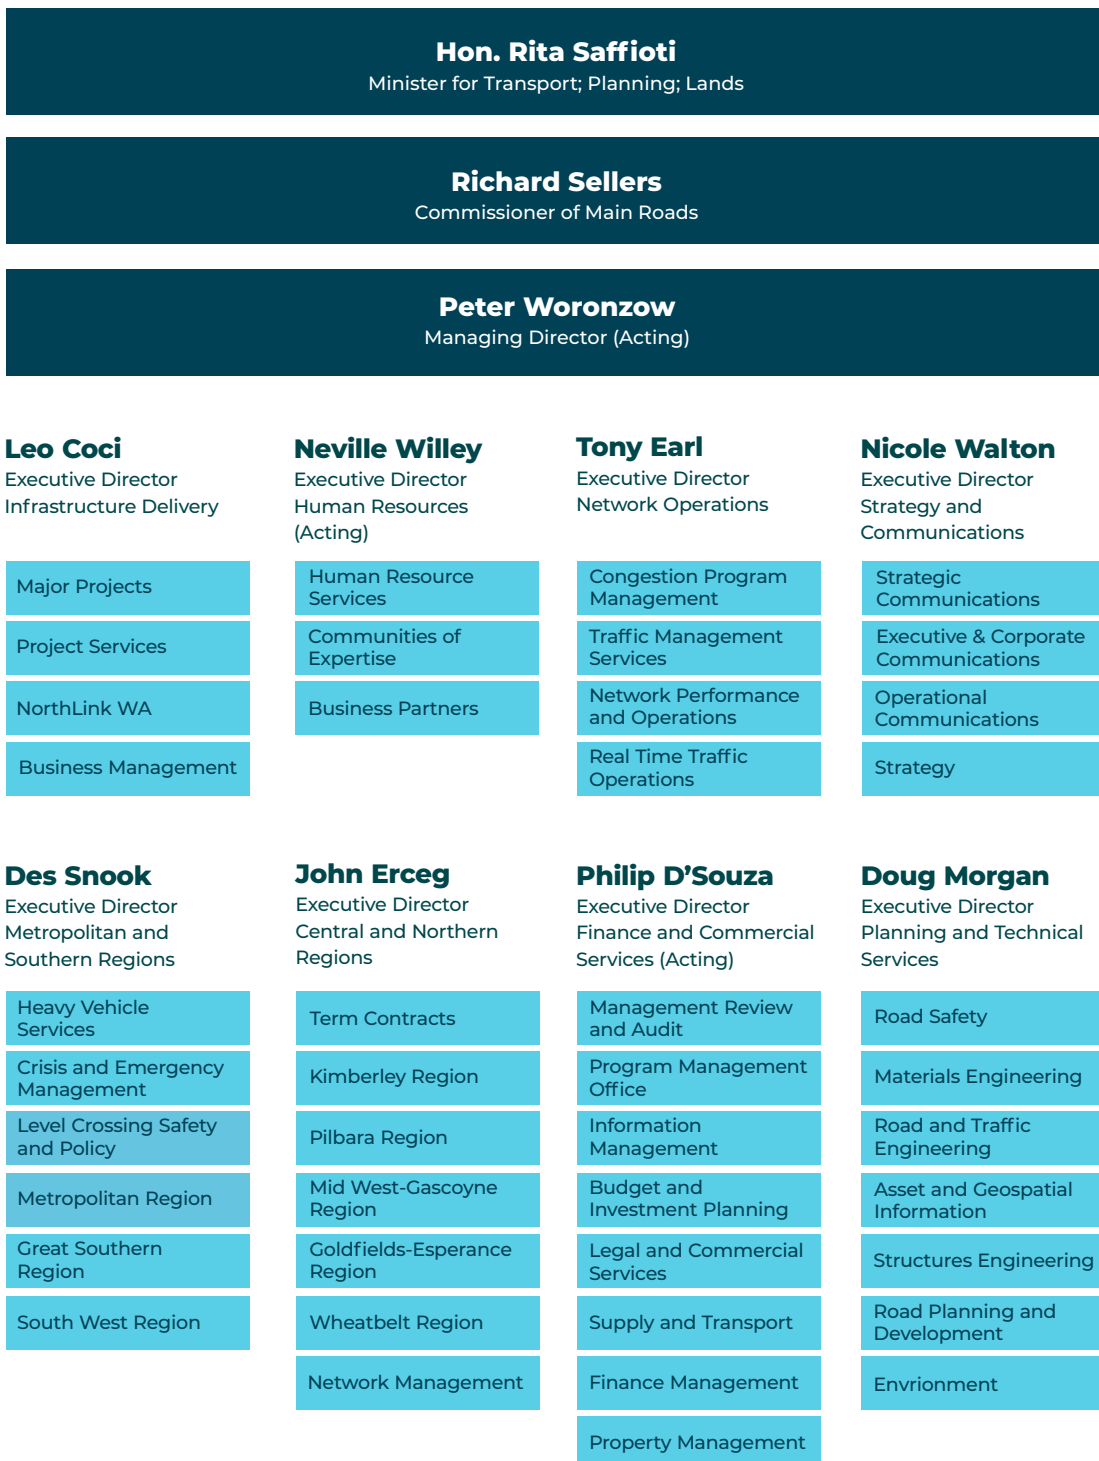 Hon. Rita Saffioti
Minister for Transport; Planning; Lands
Richard Sellers
Commissioner of Main Roads
Peter Woronzow
Managing Director (Acting)
Leo Coci
Executive Director
Infrastructure Delivery
Major Projects
Project Services
NorthLink WA
Business Management
Neville Willey
Executive Director
Human Resources
(Acting)
Human Resource
Services
Communities of
Expertise
Business Partners
Tony Earl
Executive Director
Network Operations
Congestion Program
Management
Traffic Management
Services
Network Performance
and Operations
Real Time Traffic
Operations
Nicole Walton
Executive Director
Strategy and
Communications
Strategic
Communications
Executive & Corporate
Communications
Operational
Communications
Strategy
Des Snook
Executive Director
Metropolitan and
Southern Regions
Heavy Vehicle
Services
Crisis and Emergency
Management
Level Crossing Safety
and Policy
Metropolitan Region
Great Southern
Region
South West Region
John Erceg
Executive Director
Central and Northern
Regions
Term Contracts
Kimberley Region
Pilbara Region
Mid West-Gascoyne
Region
Goldfields-Esperance
Region
Wheatbelt Region
Network Management
Philip D’Souza
Executive Director
Finance and Commercial
Services (Acting)
Management Review
and Audit
Program Management
Office
Information
Management
Budget and
Investment Planning
Legal and Commercial
Services
Supply and Transport
Finance Management
Property Management
Doug Morgan
Executive Director
Planning and Technical
Services
Road Safety
Materials Engineering
Road and Traffic
Engineering
Asset and Geospatial
Information
Structures Engineering
Road Planning and
Development
Envrionment